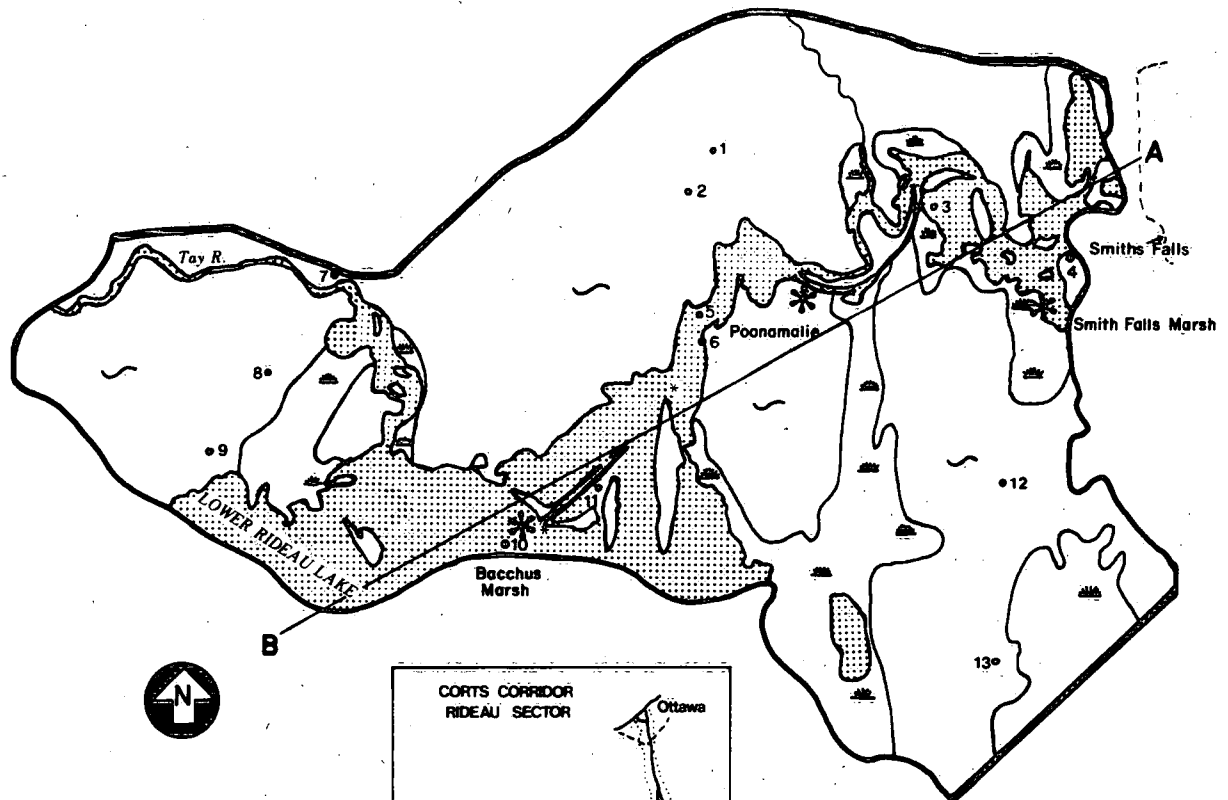 A
1
2
3
Tay R.
7
Smiths Falls
4
5
Poonamalie
6
Smith Falls Marsh
8
9
12
LOWER RIDEAU LAKE
11
10
Bacchus
Marsh
B
13
N
CORTS CORRIDOR
RIDEAU SECTOR
Ottawa